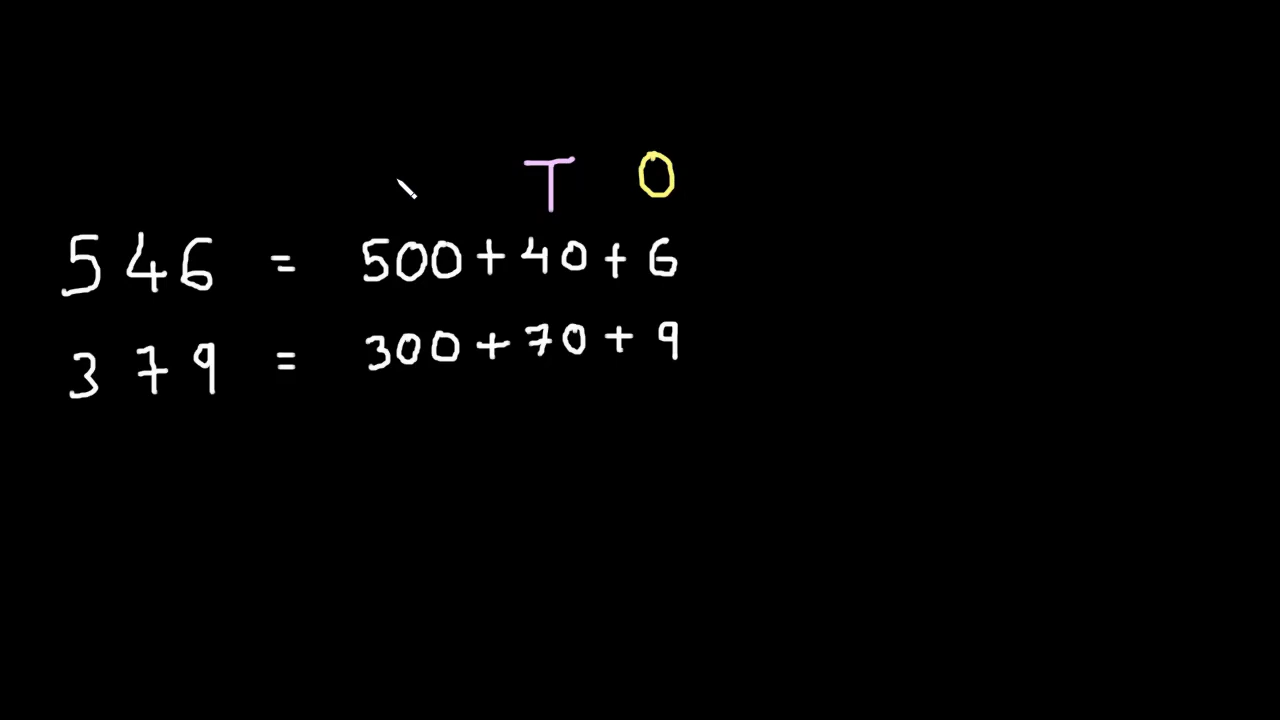 T O
546 = 500 + 40 + 6
379 = 300 + 70 + 9